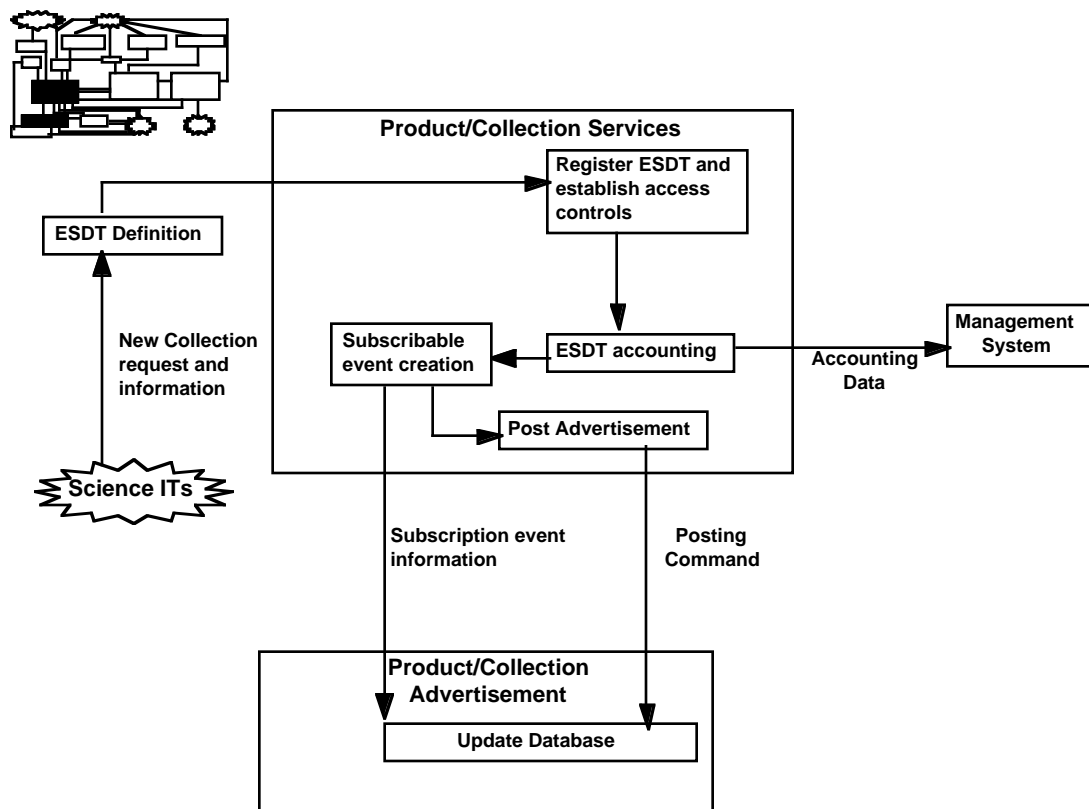 Product/Collection Services
Register ESDT and
establish access
controls
ESDT Definition
New Collection
request and
information
Subscribable
event creation
ESDT accounting
Accounting
Data
Management
System
Post Advertisement
Science ITs
Subscription event
information
Posting
Command
Product/Collection
Advertisement
Update Database